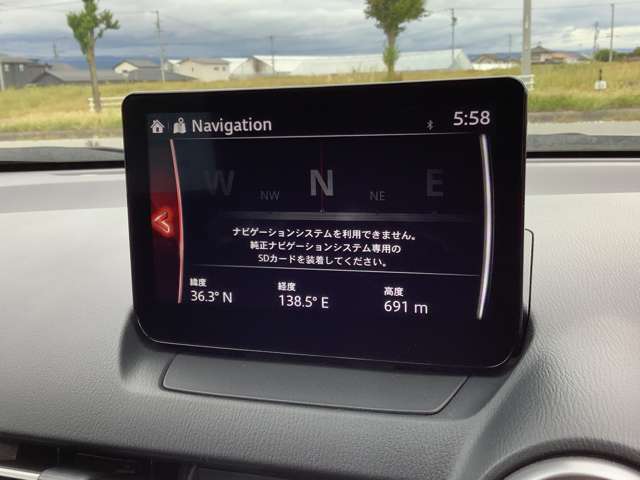 Navigation
5:58
W
NW
N
NE
E
ナビゲーションシステムを利用できません。
純正ナビゲーションシステム専用の
SDカードを装着してください。
緯度
36.3° N
経度
138.5° E
高度
691 m